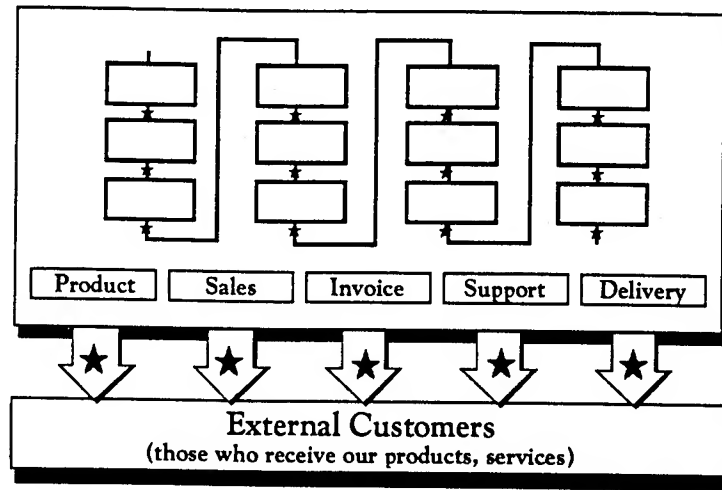 Product Sales Invoice Support Delivery
External Customers
(those who receive our products, services)